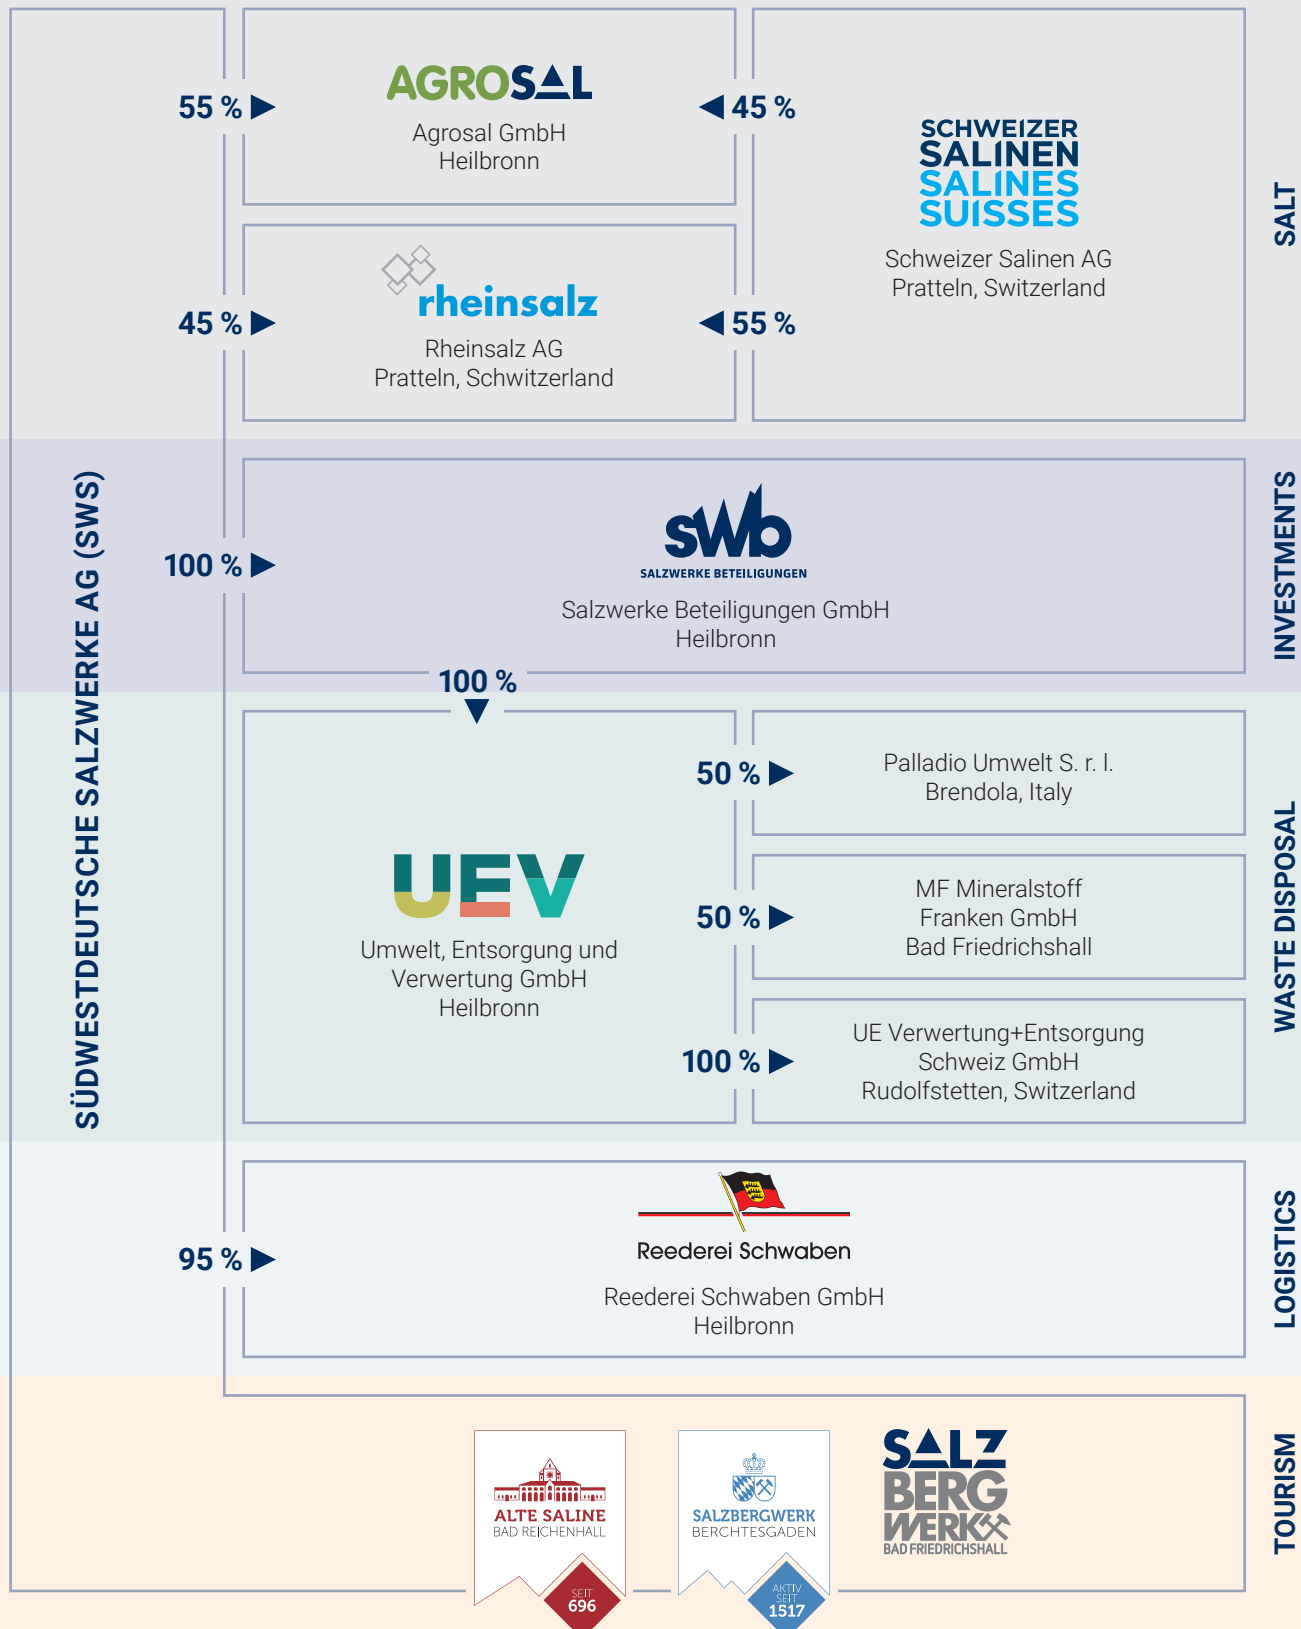 SÜDWESTDEUTSCHE SALZWERKE AG (SWS)
SALT
55 %
AGROSAL
Agrosal GmbH
Heilbronn
45 %
SCHWEIZER
SALINEN
SALINES
SUISSES
Schweizer Salinen AG
Pratteln, Switzerland
45 %
rheinsalz
Rheinsalz AG
Pratteln, Schwitzerland
55 %
INVESTMENTS
100 %
swb
SALZWERKE BETEILIGUNGEN
Salzwerke Beteiligungen GmbH
Heilbronn
100 %
WASTE DISPOSAL
UEV
Umwelt, Entsorgung und
Verwertung GmbH
Heilbronn
50 %
Palladio Umwelt S. r. l.
Brendola, Italy
50 %
MF Mineralstoff
Franken GmbH
Bad Friedrichshall
100 %
UE Verwertung+Entsorgung
Schweiz GmbH
Rudolfstetten, Switzerland
LOGISTICS
95 %
Reederei Schwaben
Reederei Schwaben GmbH
Heilbronn
TOURISM
ALTE SALINE
BAD REICHENHALL
SEIT
696
SALZBERGWERK
BERCHTESGADEN
AKTIV
SEIT
1517
SALZ
BERG
WERK
BAD FRIEDRICHSHALL